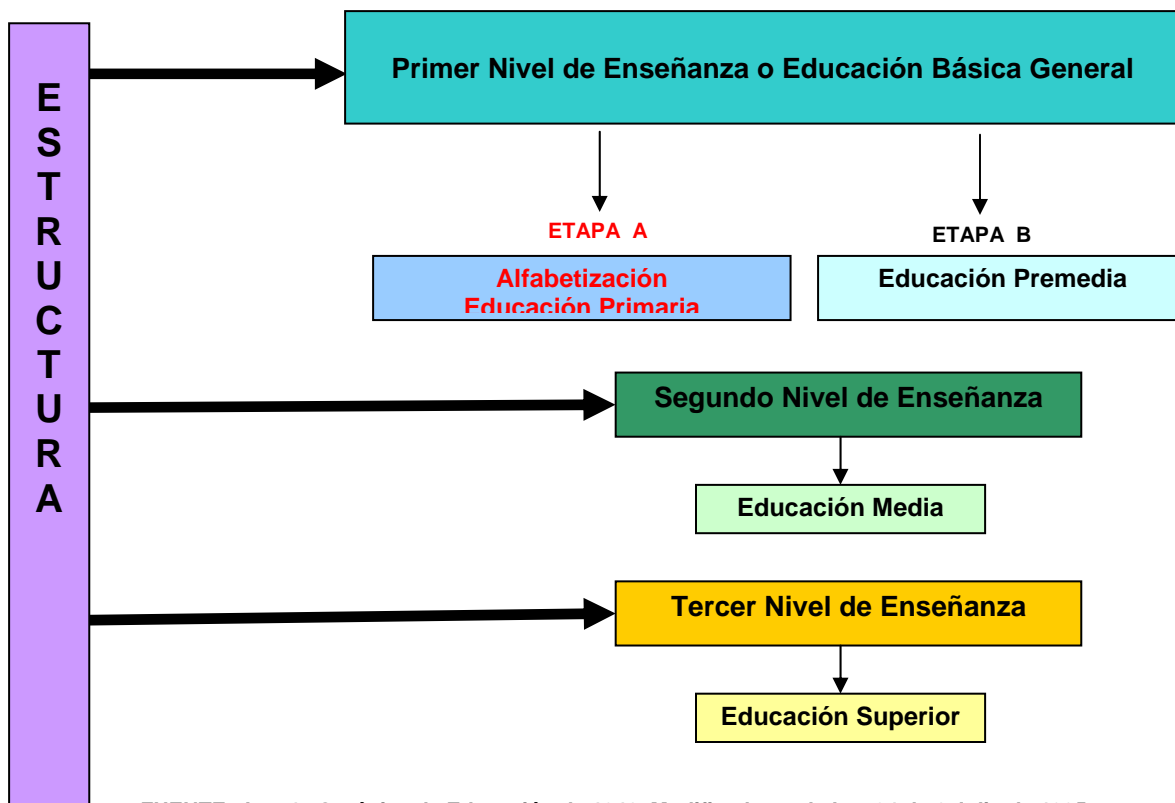 ESTRUCTURA
Primer Nivel de Enseñanza o Educación Básica General
ETAPA A
ETAPA B
Alfabetización
Educación Primaria
Educación Premedia
Segundo Nivel de Enseñanza
Educación Media
Tercer Nivel de Enseñanza
Educación Superior